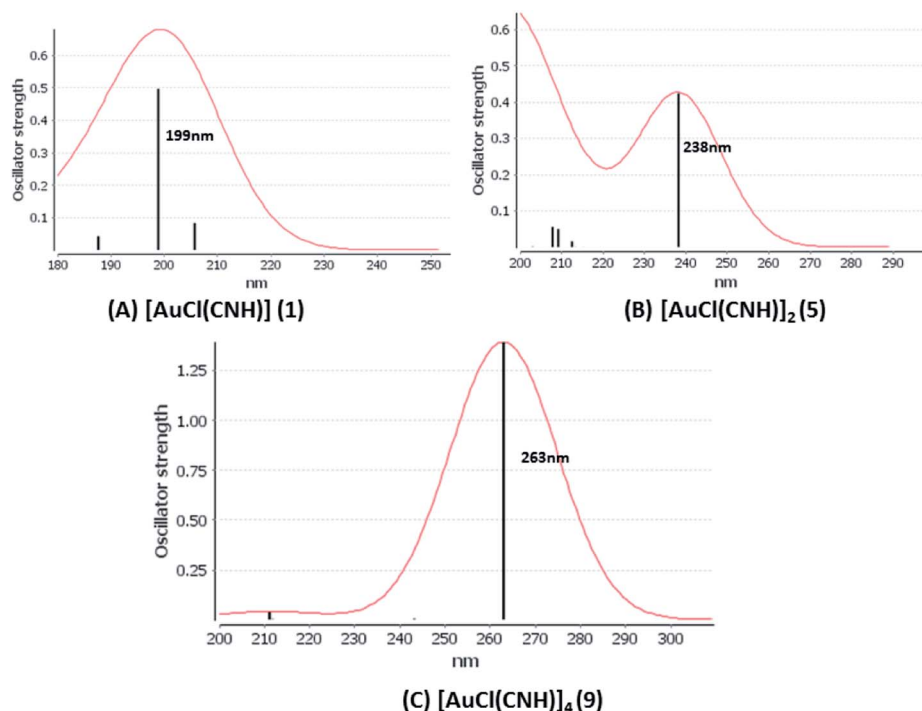 Oscillator strength
0.6
0.5
0.4
0.3
0.2
0.1
199nm
180 190 200 210 220 230 240 250
nm
(A) [AuCl(CNH)] (1)
Oscillator strength
0.6
0.5
0.4
0.3
0.2
0.1
238nm
200 210 220 230 240 250 260 270 280 290
nm
(B) [AuCl(CNH)]₂ (5)
Oscillator strength
1.25
1.00
0.75
0.50
0.25
263nm
200 210 220 230 240 250 260 270 280 290 300
nm
(C) [AuCl(CNH)]₄ (9)